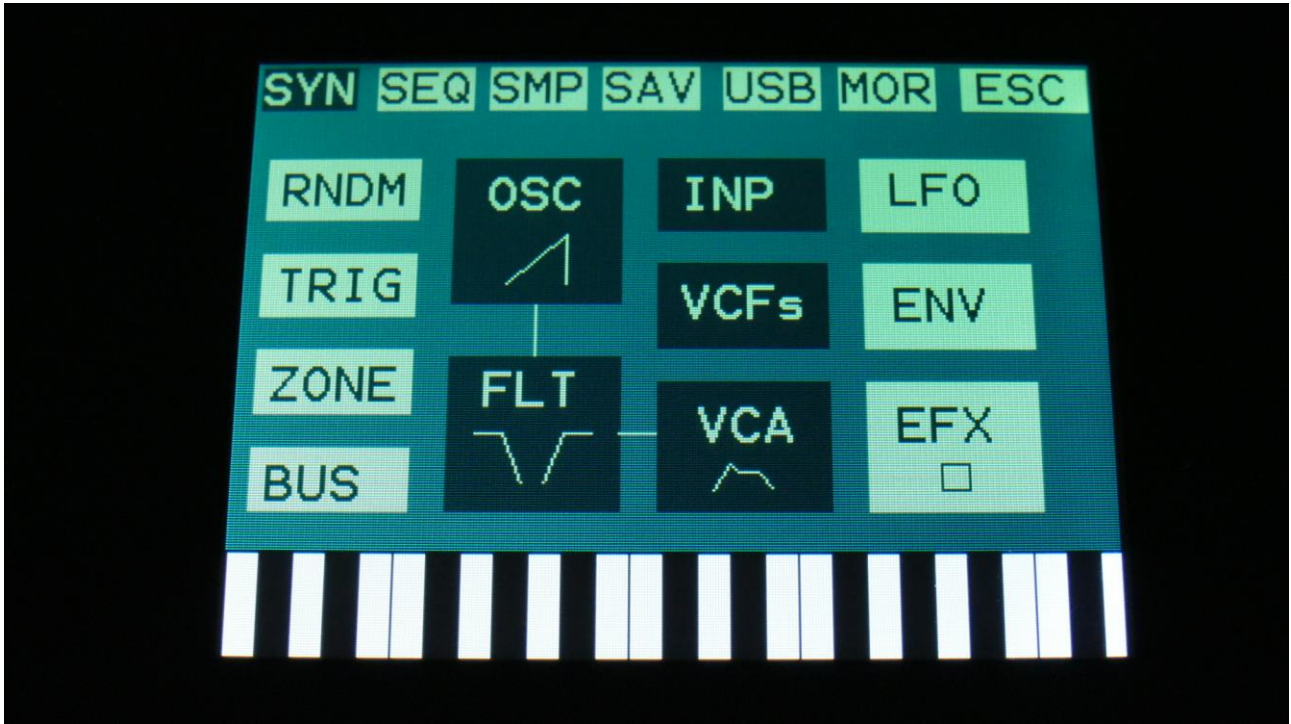 SYN SEQ SMP SAV USB MOR ESC
RNDM OSC INP LFO
TRIG VCFs ENV
ZONE FLT VCA EFX
BUS